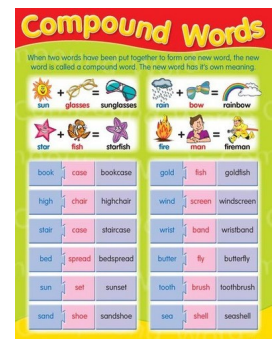 Compound Words
When two words have been put together to form one new word, the new
word is called a compound word. The new word has it's own meaning.
sun + glasses = sunglasses
rain + bow = rainbow
star + fish = starfish
fire + man = fireman
book case bookcase
gold fish goldfish
high chair highchair
wind screen windscreen
stair case staircase
wrist band wristband
bed spread bedspread
butter fly butterfly
sun set sunset
tooth brush toothbrush
sand shoe sandshoe
sea shell seashell